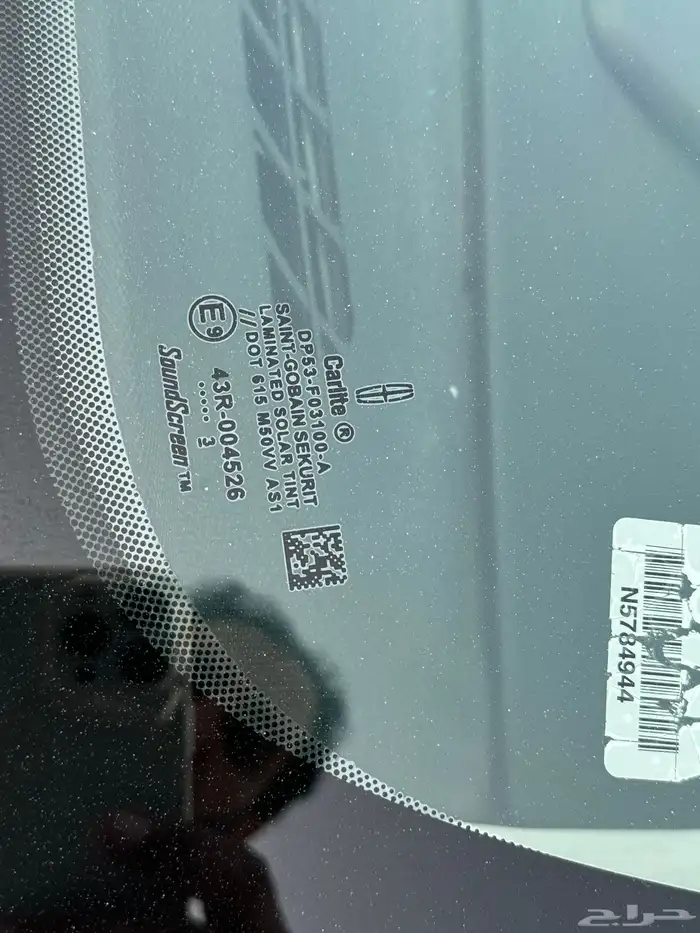 Carlite ®
DP53-F03100-A
SAINT-GOBAIN SEKURIT
LAMINATED SOLAR TINT
// DOT 615 M50VV AS1
E9
43R-004526
..... 3
SoundScreen™
N5784944
حراج